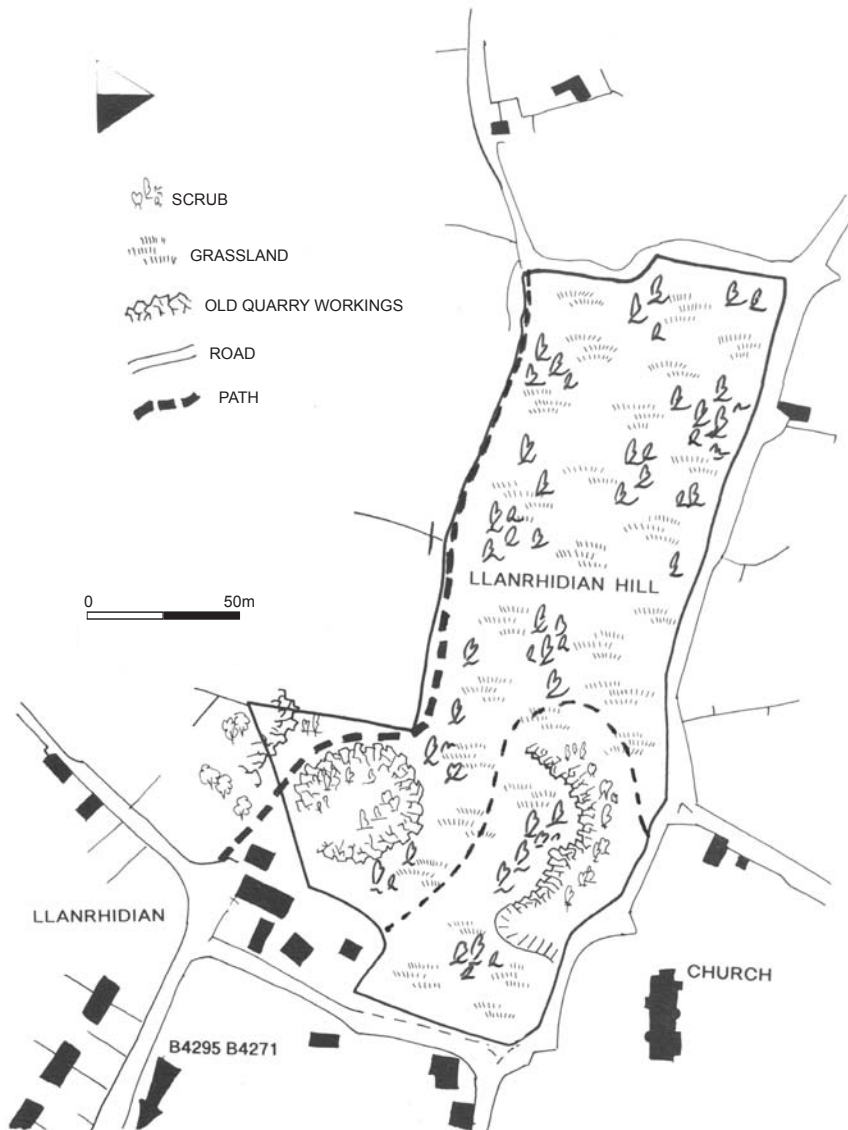 SCRUB
GRASSLAND
OLD QUARRY WORKINGS
ROAD
PATH
0 50m
LLANRHIDIAN HILL
LLANRHIDIAN
CHURCH
B4295 B4271